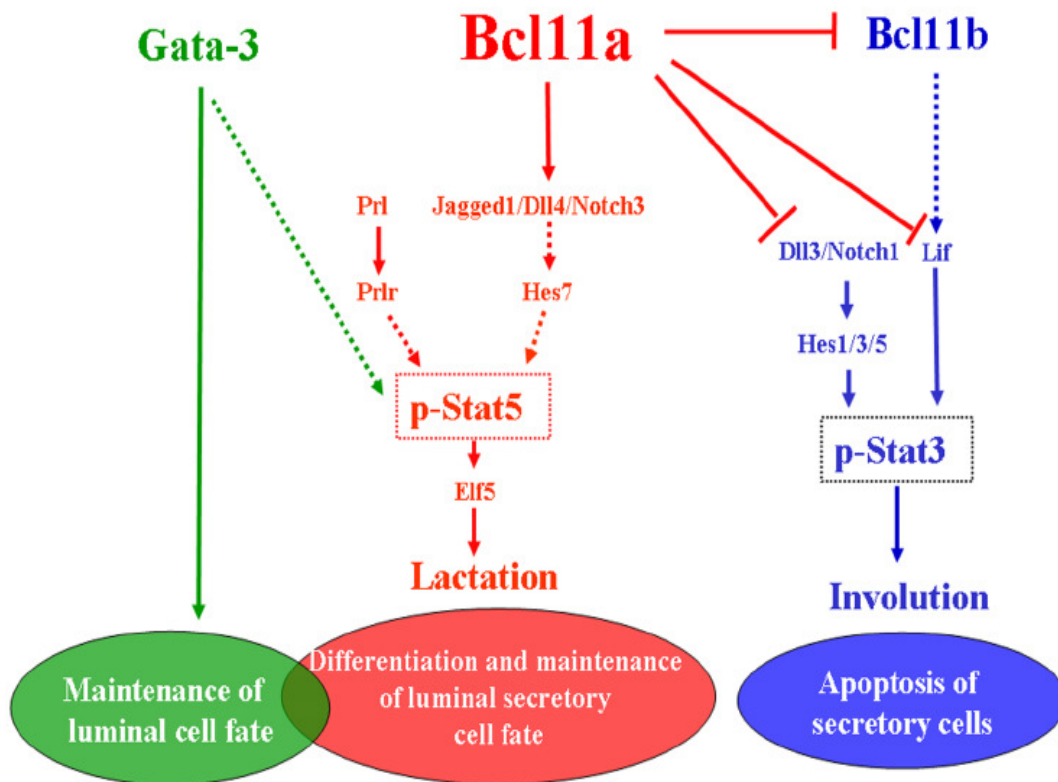 Gata-3
Bcl11a
Bcl11b
Prl
Jagged1/Dll4/Notch3
Dll3/Notch1
Lif
Prlr
Hes7
Hes1/3/5
p-Stat5
p-Stat3
Elf5
Lactation
Involution
Maintenance of
luminal cell fate
Differentiation and maintenance
of luminal secretory
cell fate
Apoptosis of
secretory cells